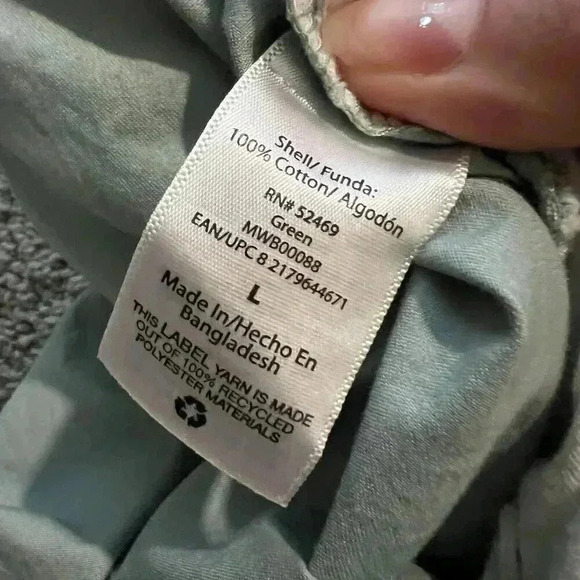 Shell/ Funda:
100% Cotton/ Algodón
RN# 52469
Green
MWB00088
EAN/UPC 8 2179644671
L
Made In/Hecho En
Bangladesh
THIS LABEL YARN IS MADE
OUT OF 100% RECYCLED
POLYESTER MATERIALS